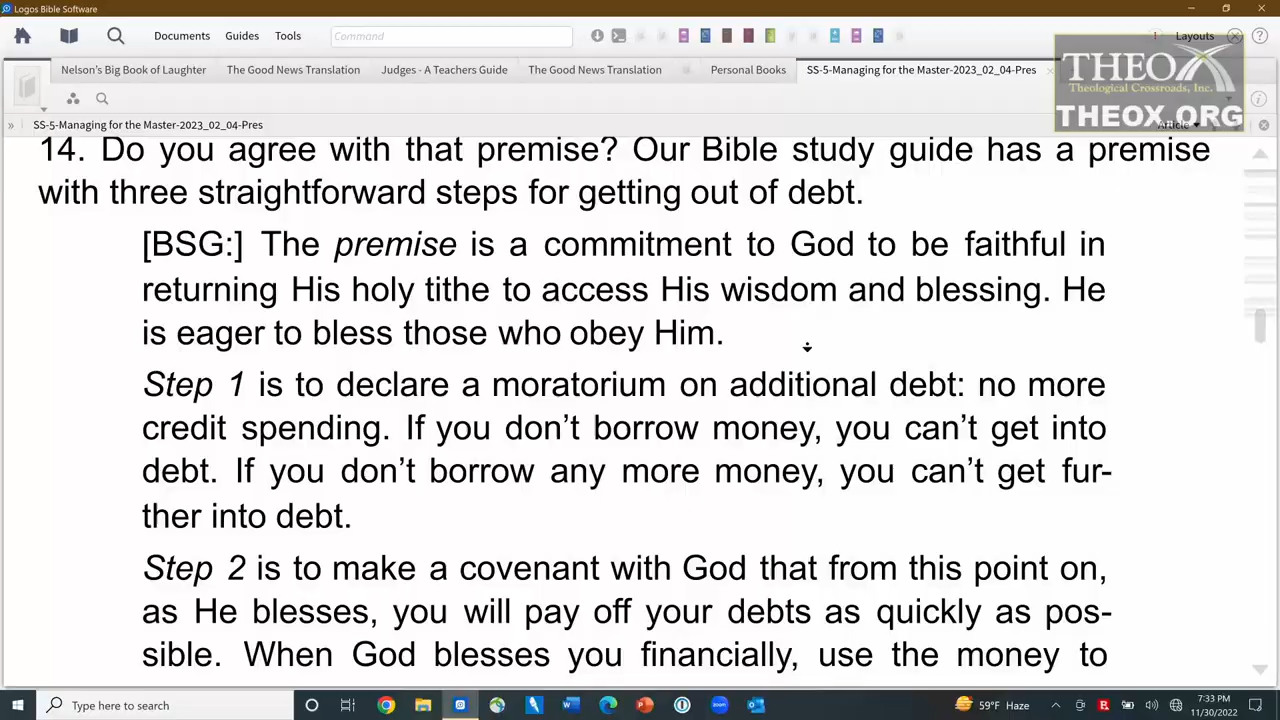 Logos Bible Software
Documents Guides Tools Command Layouts
Nelson's Big Book of Laughter The Good News Translation Judges - A Teachers Guide The Good News Translation Personal Books SS-5-Managing for the Master-2023_02_04-Pres
THEOX
Theological Crossroads, Inc.
THEOX.ORG
SS-5-Managing for the Master-2023_02_04-Pres Article
14. Do you agree with that premise? Our Bible study guide has a premise
with three straightforward steps for getting out of debt.
[BSG:] The premise is a commitment to God to be faithful in
returning His holy tithe to access His wisdom and blessing. He
is eager to bless those who obey Him.
Step 1 is to declare a moratorium on additional debt: no more
credit spending. If you don't borrow money, you can't get into
debt. If you don't borrow any more money, you can't get fur-
ther into debt.
Step 2 is to make a covenant with God that from this point on,
as He blesses, you will pay off your debts as quickly as pos-
sible. When God blesses you financially, use the money to
Type here to search
59°F Haze
7:33 PM
11/30/2022